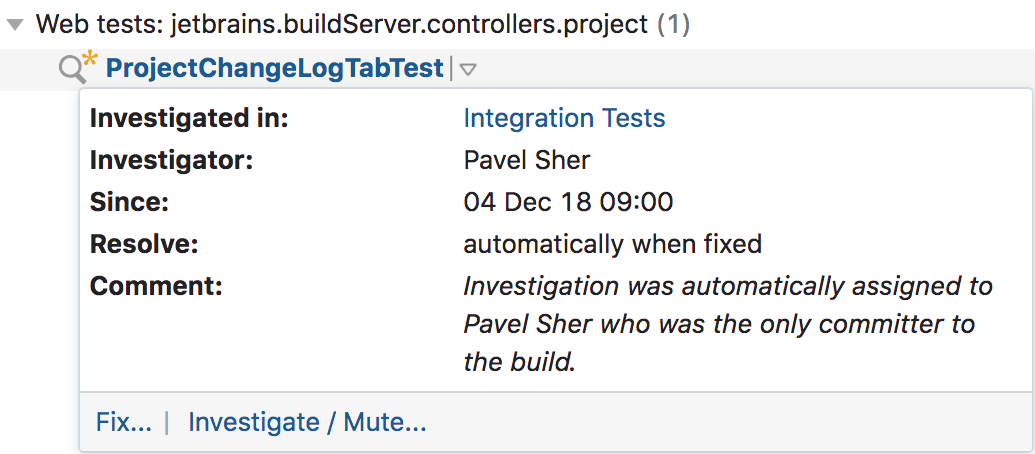 Web tests: jetbrains.buildServer.controllers.project (1)
ProjectChangeLogTabTest
Investigated in: Integration Tests
Investigator: Pavel Sher
Since: 04 Dec 18 09:00
Resolve: automatically when fixed
Comment: Investigation was automatically assigned to
Pavel Sher who was the only committer to
the build.
Fix... | Investigate / Mute...